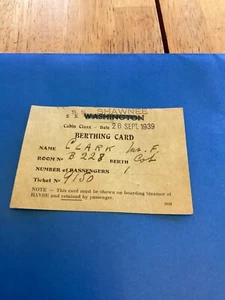 SHAWNEE
S S WASHINGTON
Cabin Class - Date 26 SEPT. 1939
BERTHING CARD
NAME CLARK Mr. F.
ROOM No B 228 BERTH Cot
NUMBER OF PASSENGERS 1
Ticket No 4150
NOTE - This card must be shown on boarding steamer at
HAVRE and retained by passenger.